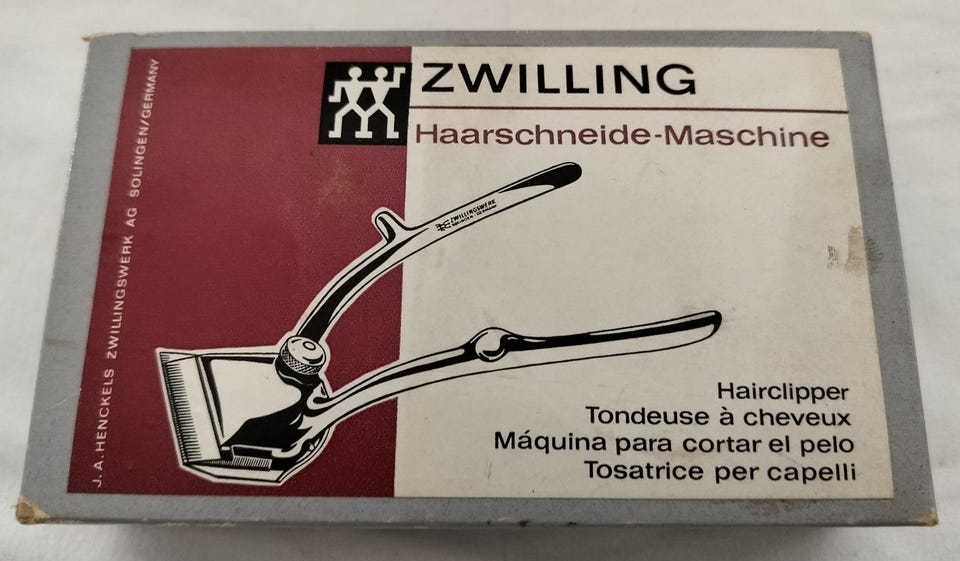 ZWILLING
Haarschneide-Maschine
J. A. HENCKELS ZWILLINGSWERK AG SOLINGEN/GERMANY
ZWILLINGSWERK
Hairclipper
Tondeuse à cheveux
Máquina para cortar el pelo
Tosatrice per capelli